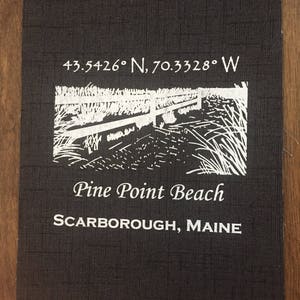 43.5426° N, 70.3328° W
Pine Point Beach
Scarborough, Maine